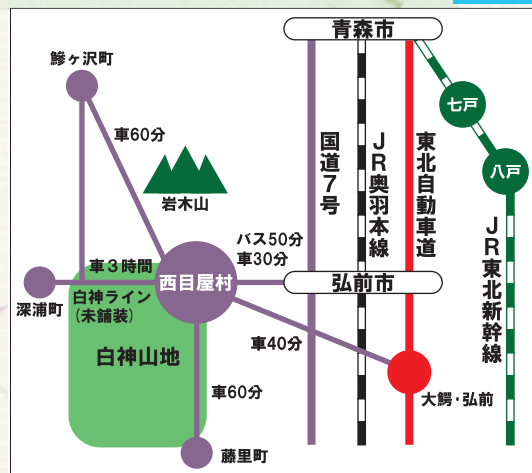 青森市
鰺ヶ沢町
七戸
車60分
国道7号
JR奥羽本線
東北自動車道
八戸
岩木山
JR東北新幹線
バス50分
車30分
車3時間
西目屋村
弘前市
深浦町
白神ライン
(未舗装)
白神山地
車40分
車60分
大鰐・弘前
藤里町